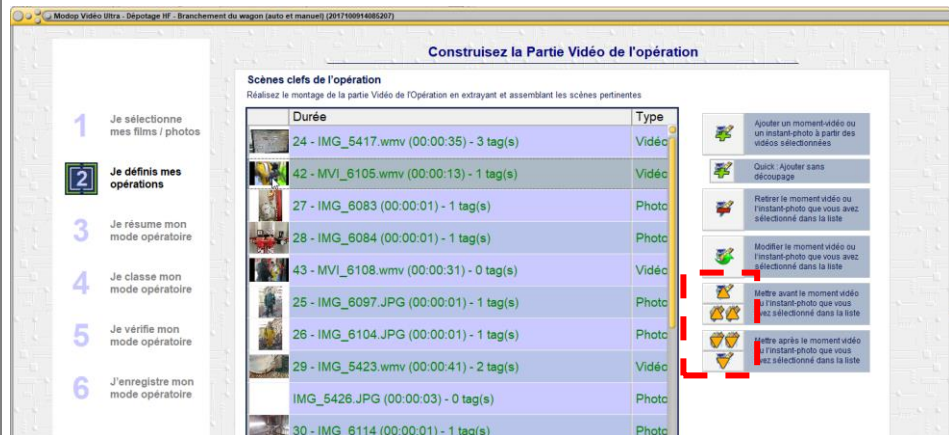 Modop Vidéo Ultra - Dépotage HF - Branchement du wagon (auto et manuel) (2017100914085207)
Construisez la Partie Vidéo de l'opération
Scènes clefs de l'opération
Réalisez le montage de la partie Vidéo de l'Opération en extrayant et assemblant les scènes pertinentes
1 Je sélectionne
mes films / photos
2 Je définis mes
opérations
3 Je résume mon
mode opératoire
4 Je classe mon
mode opératoire
5 Je vérifie mon
mode opératoire
6 J'enregistre mon
mode opératoire
Durée Type
24 - IMG_5417.wmv (00:00:35) - 3 tag(s) Vidéo
42 - MVI_6105.wmv (00:00:13) - 1 tag(s) Vidéo
27 - IMG_6083 (00:00:01) - 1 tag(s) Photo
28 - IMG_6084 (00:00:01) - 1 tag(s) Photo
43 - MVI_6108.wmv (00:00:31) - 0 tag(s) Vidéo
25 - IMG_6097.JPG (00:00:01) - 1 tag(s) Photo
26 - IMG_6104.JPG (00:00:01) - 1 tag(s) Photo
29 - IMG_5423.wmv (00:00:41) - 2 tag(s) Vidéo
IMG_5426.JPG (00:00:03) - 0 tag(s) Photo
30 - IMG_6114 (00:00:01) - 1 tag(s) Photo
Ajouter un moment-vidéo ou
un instant-photo à partir des
vidéos sélectionnées
Quick : Ajouter sans
découpage
Retirer le moment vidéo ou
l'instant-photo que vous avez
sélectionné dans la liste
Modifier le moment vidéo ou
l'instant-photo que vous avez
sélectionné dans la liste
Mettre avant le moment vidéo
ou l'instant-photo que vous
avez sélectionné dans la liste
Mettre après le moment vidéo
ou l'instant-photo que vous
avez sélectionné dans la liste